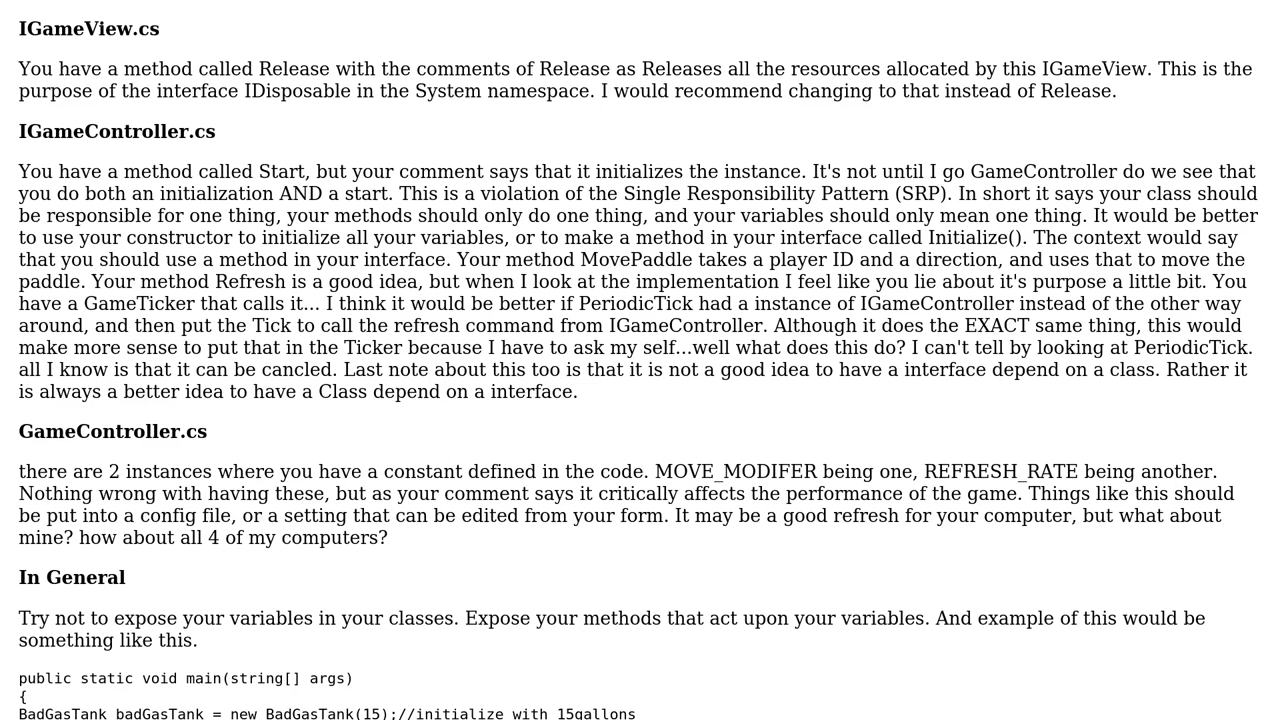 IGameView.cs
You have a method called Release with the comments of Release as Releases all the resources allocated by this IGameView. This is the
purpose of the interface IDisposable in the System namespace. I would recommend changing to that instead of Release.
IGameController.cs
You have a method called Start, but your comment says that it initializes the instance. It's not until I go GameController do we see that
you do both an initialization AND a start. This is a violation of the Single Responsibility Pattern (SRP). In short it says your class should
be responsible for one thing, your methods should only do one thing, and your variables should only mean one thing. It would be better
to use your constructor to initialize all your variables, or to make a method in your interface called Initialize(). The context would say
that you should use a method in your interface. Your method MovePaddle takes a player ID and a direction, and uses that to move the
paddle. Your method Refresh is a good idea, but when I look at the implementation I feel like you lie about it's purpose a little bit. You
have a GameTicker that calls it... I think it would be better if PeriodicTick had a instance of IGameController instead of the other way
around, and then put the Tick to call the refresh command from IGameController. Although it does the EXACT same thing, this would
make more sense to put that in the Ticker because I have to ask my self...well what does this do? I can't tell by looking at PeriodicTick.
all I know is that it can be cancled. Last note about this too is that it is not a good idea to have a interface depend on a class. Rather it
is always a better idea to have a Class depend on a interface.
GameController.cs
there are 2 instances where you have a constant defined in the code. MOVE_MODIFER being one, REFRESH_RATE being another.
Nothing wrong with having these, but as your comment says it critically affects the performance of the game. Things like this should
be put into a config file, or a setting that can be edited from your form. It may be a good refresh for your computer, but what about
mine? how about all 4 of my computers?
In General
Try not to expose your variables in your classes. Expose your methods that act upon your variables. And example of this would be
something like this.
public static void main(string[] args)
{
BadGasTank badGasTank = new BadGasTank(15);//initialize with 15gallons